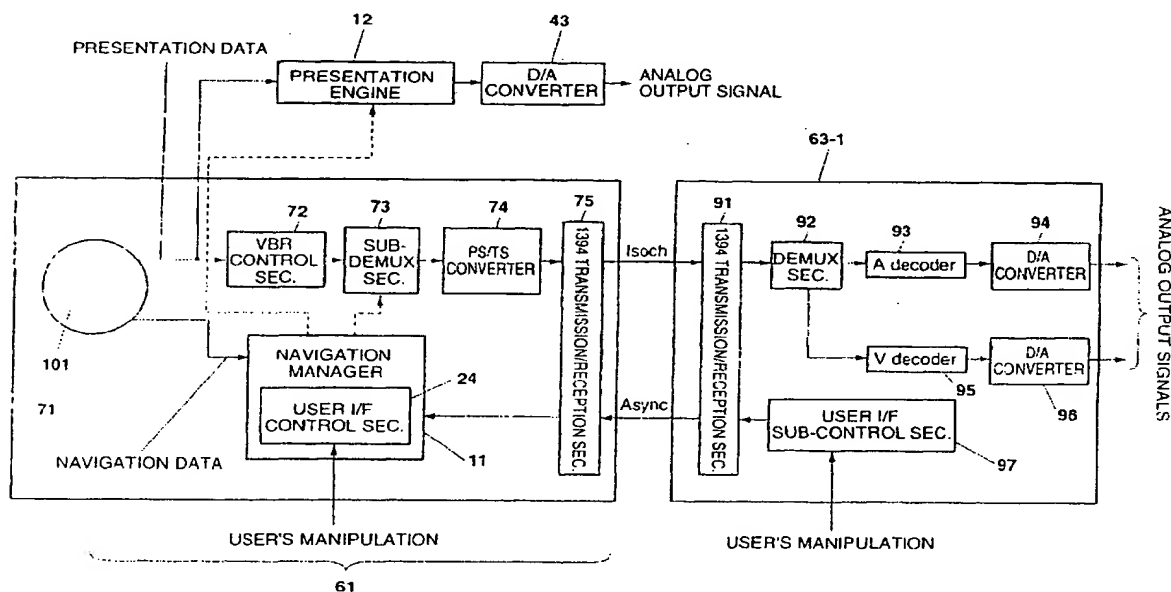 12
43
PRESENTATION DATA
PRESENTATION
ENGINE
D/A
CONVERTER
ANALOG
OUTPUT SIGNAL
63-1
72
73
74
75
91
92
93
94
VBR
CONTROL
SEC.
SUB-
DEMUX
SEC.
PS/TS
CONVERTER
1394 TRANSMISSION/RECEPTION SEC.
Isoch
1394 TRANSMISSION/RECEPTION SEC.
DEMUX
SEC.
A decoder
D/A
CONVERTER
ANALOG OUTPUT SIGNALS
101
NAVIGATION
MANAGER
24
USER I/F
CONTROL SEC.
71
NAVIGATION DATA
11
Async
V decoder
95
D/A
CONVERTER
96
USER I/F
SUB-CONTROL SEC.
97
USER'S MANIPULATION
USER'S MANIPULATION
61